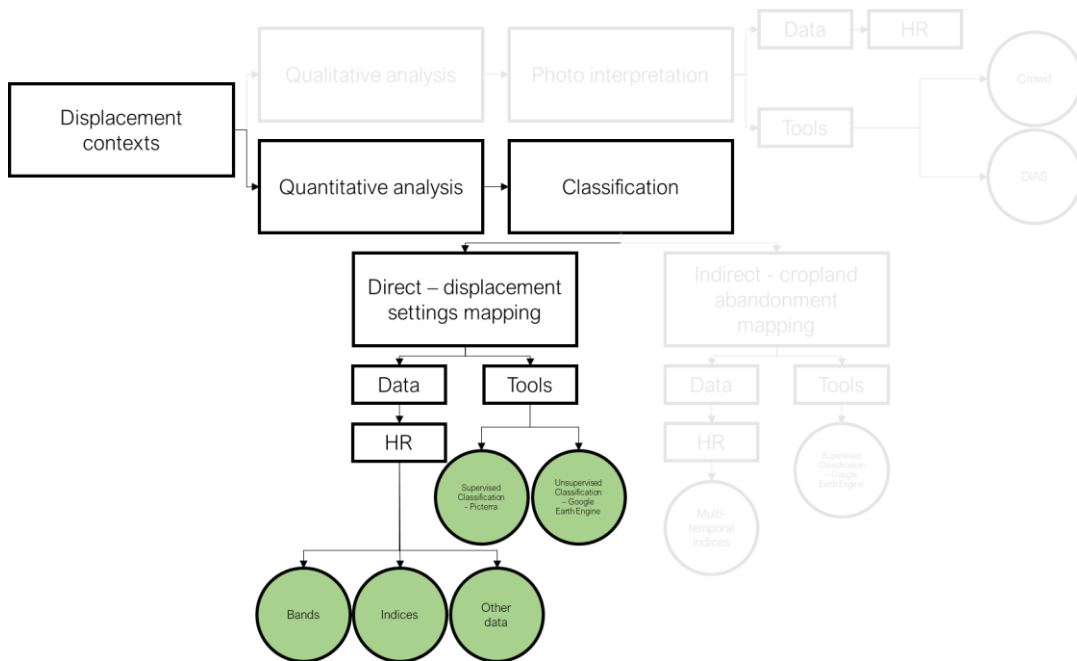 Data
HR
Qualitative analysis
Photo interpretation
Crowd
Displacement
contexts
Tools
Quantitative analysis
Classification
DIAS
Direct – displacement
settings mapping
Indirect - cropland
abandonment
mapping
Data
Tools
Data
Tools
HR
HR
Supervised
Classification
- Picterra
Unsupervised
Classification
– Google
Earth Engine
Supervised
Classification
– Google
Earth Engine
Multi-
temporal
indices
Bands
Indices
Other
data